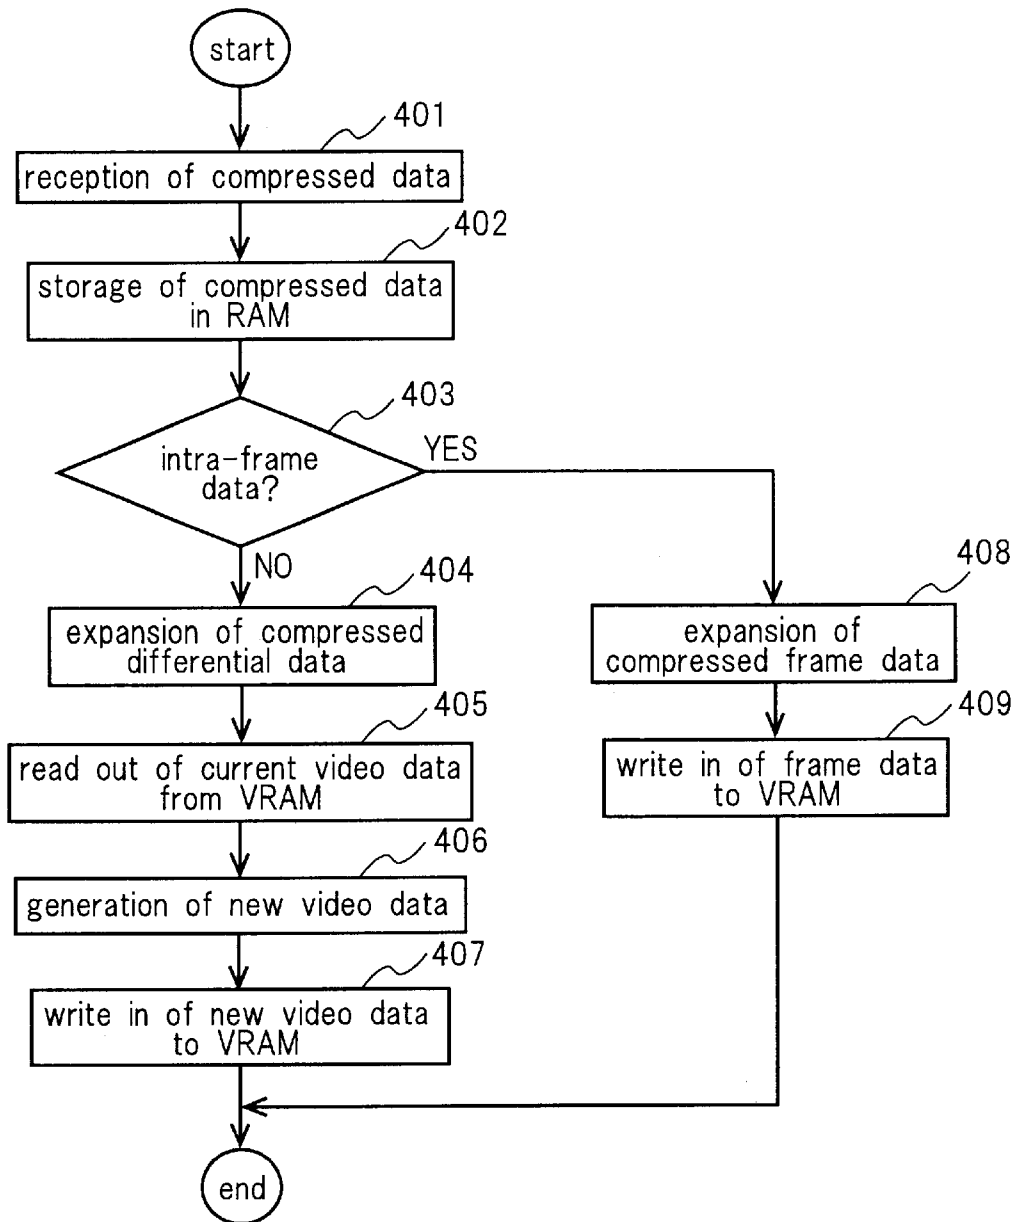 start
401
reception of compressed data
402
storage of compressed data
in RAM
403
intra-frame
data?
YES
NO
404
expansion of compressed
differential data
408
expansion of
compressed frame data
405
read out of current video data
from VRAM
409
write in of frame data
to VRAM
406
generation of new video data
407
write in of new video data
to VRAM
end